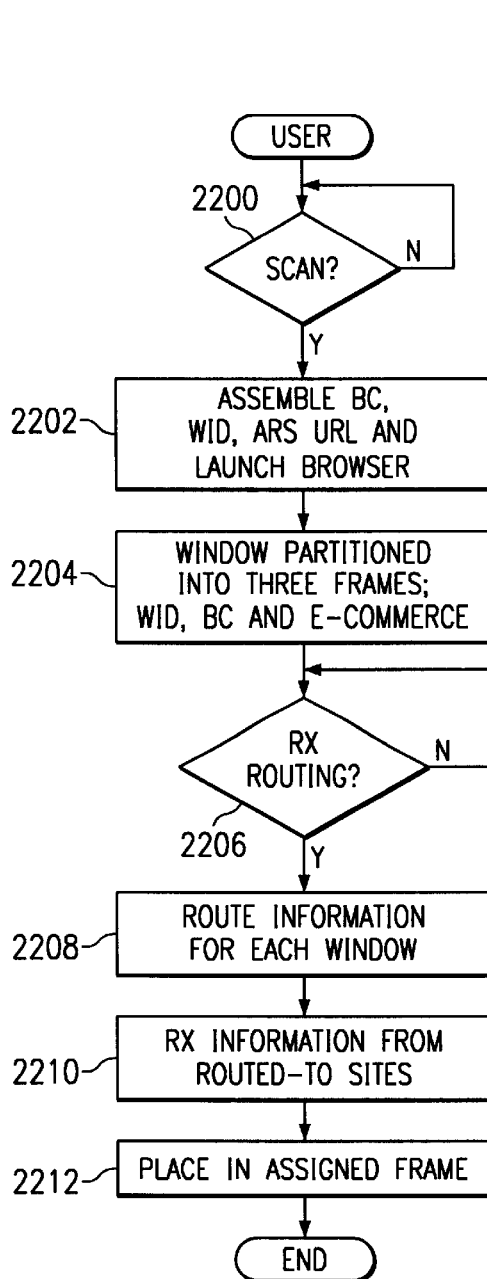 USER
2200
SCAN?
N
Y
2202
ASSEMBLE BC,
WID, ARS URL AND
LAUNCH BROWSER
2204
WINDOW PARTITIONED
INTO THREE FRAMES;
WID, BC AND E-COMMERCE
RX
ROUTING?
N
2206
Y
2208
ROUTE INFORMATION
FOR EACH WINDOW
2210
RX INFORMATION FROM
ROUTED-TO SITES
2212
PLACE IN ASSIGNED FRAME
END